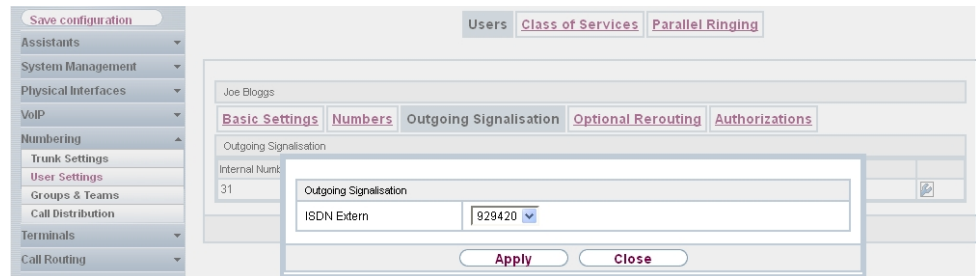 Save configuration
Assistants
System Management
Physical Interfaces
VoIP
Numbering
Trunk Settings
User Settings
Groups & Teams
Call Distribution
Terminals
Call Routing
Users Class of Services Parallel Ringing
Joe Bloggs
Basic Settings Numbers Outgoing Signalisation Optional Rerouting Authorizations
Outgoing Signalisation
Internal Numb
31
Outgoing Signalisation
ISDN Extern 929420
Apply Close